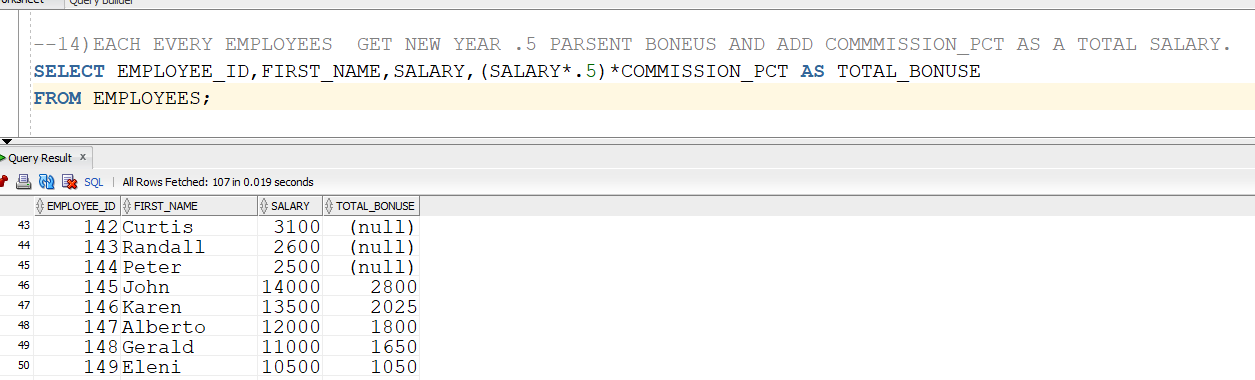 Query Builder
--14)EACH EVERY EMPLOYEES  GET NEW YEAR .5 PARSENT BONEUS AND ADD COMMMISSION_PCT AS A TOTAL SALARY.
SELECT EMPLOYEE_ID,FIRST_NAME,SALARY,(SALARY*.5)*COMMISSION_PCT AS TOTAL_BONUSE
FROM EMPLOYEES;
Query Result x
SQL | All Rows Fetched: 107 in 0.019 seconds
EMPLOYEE_ID FIRST_NAME SALARY TOTAL_BONUSE
43 142 Curtis 3100 (null)
44 143 Randall 2600 (null)
45 144 Peter 2500 (null)
46 145 John 14000 2800
47 146 Karen 13500 2025
48 147 Alberto 12000 1800
49 148 Gerald 11000 1650
50 149 Eleni 10500 1050